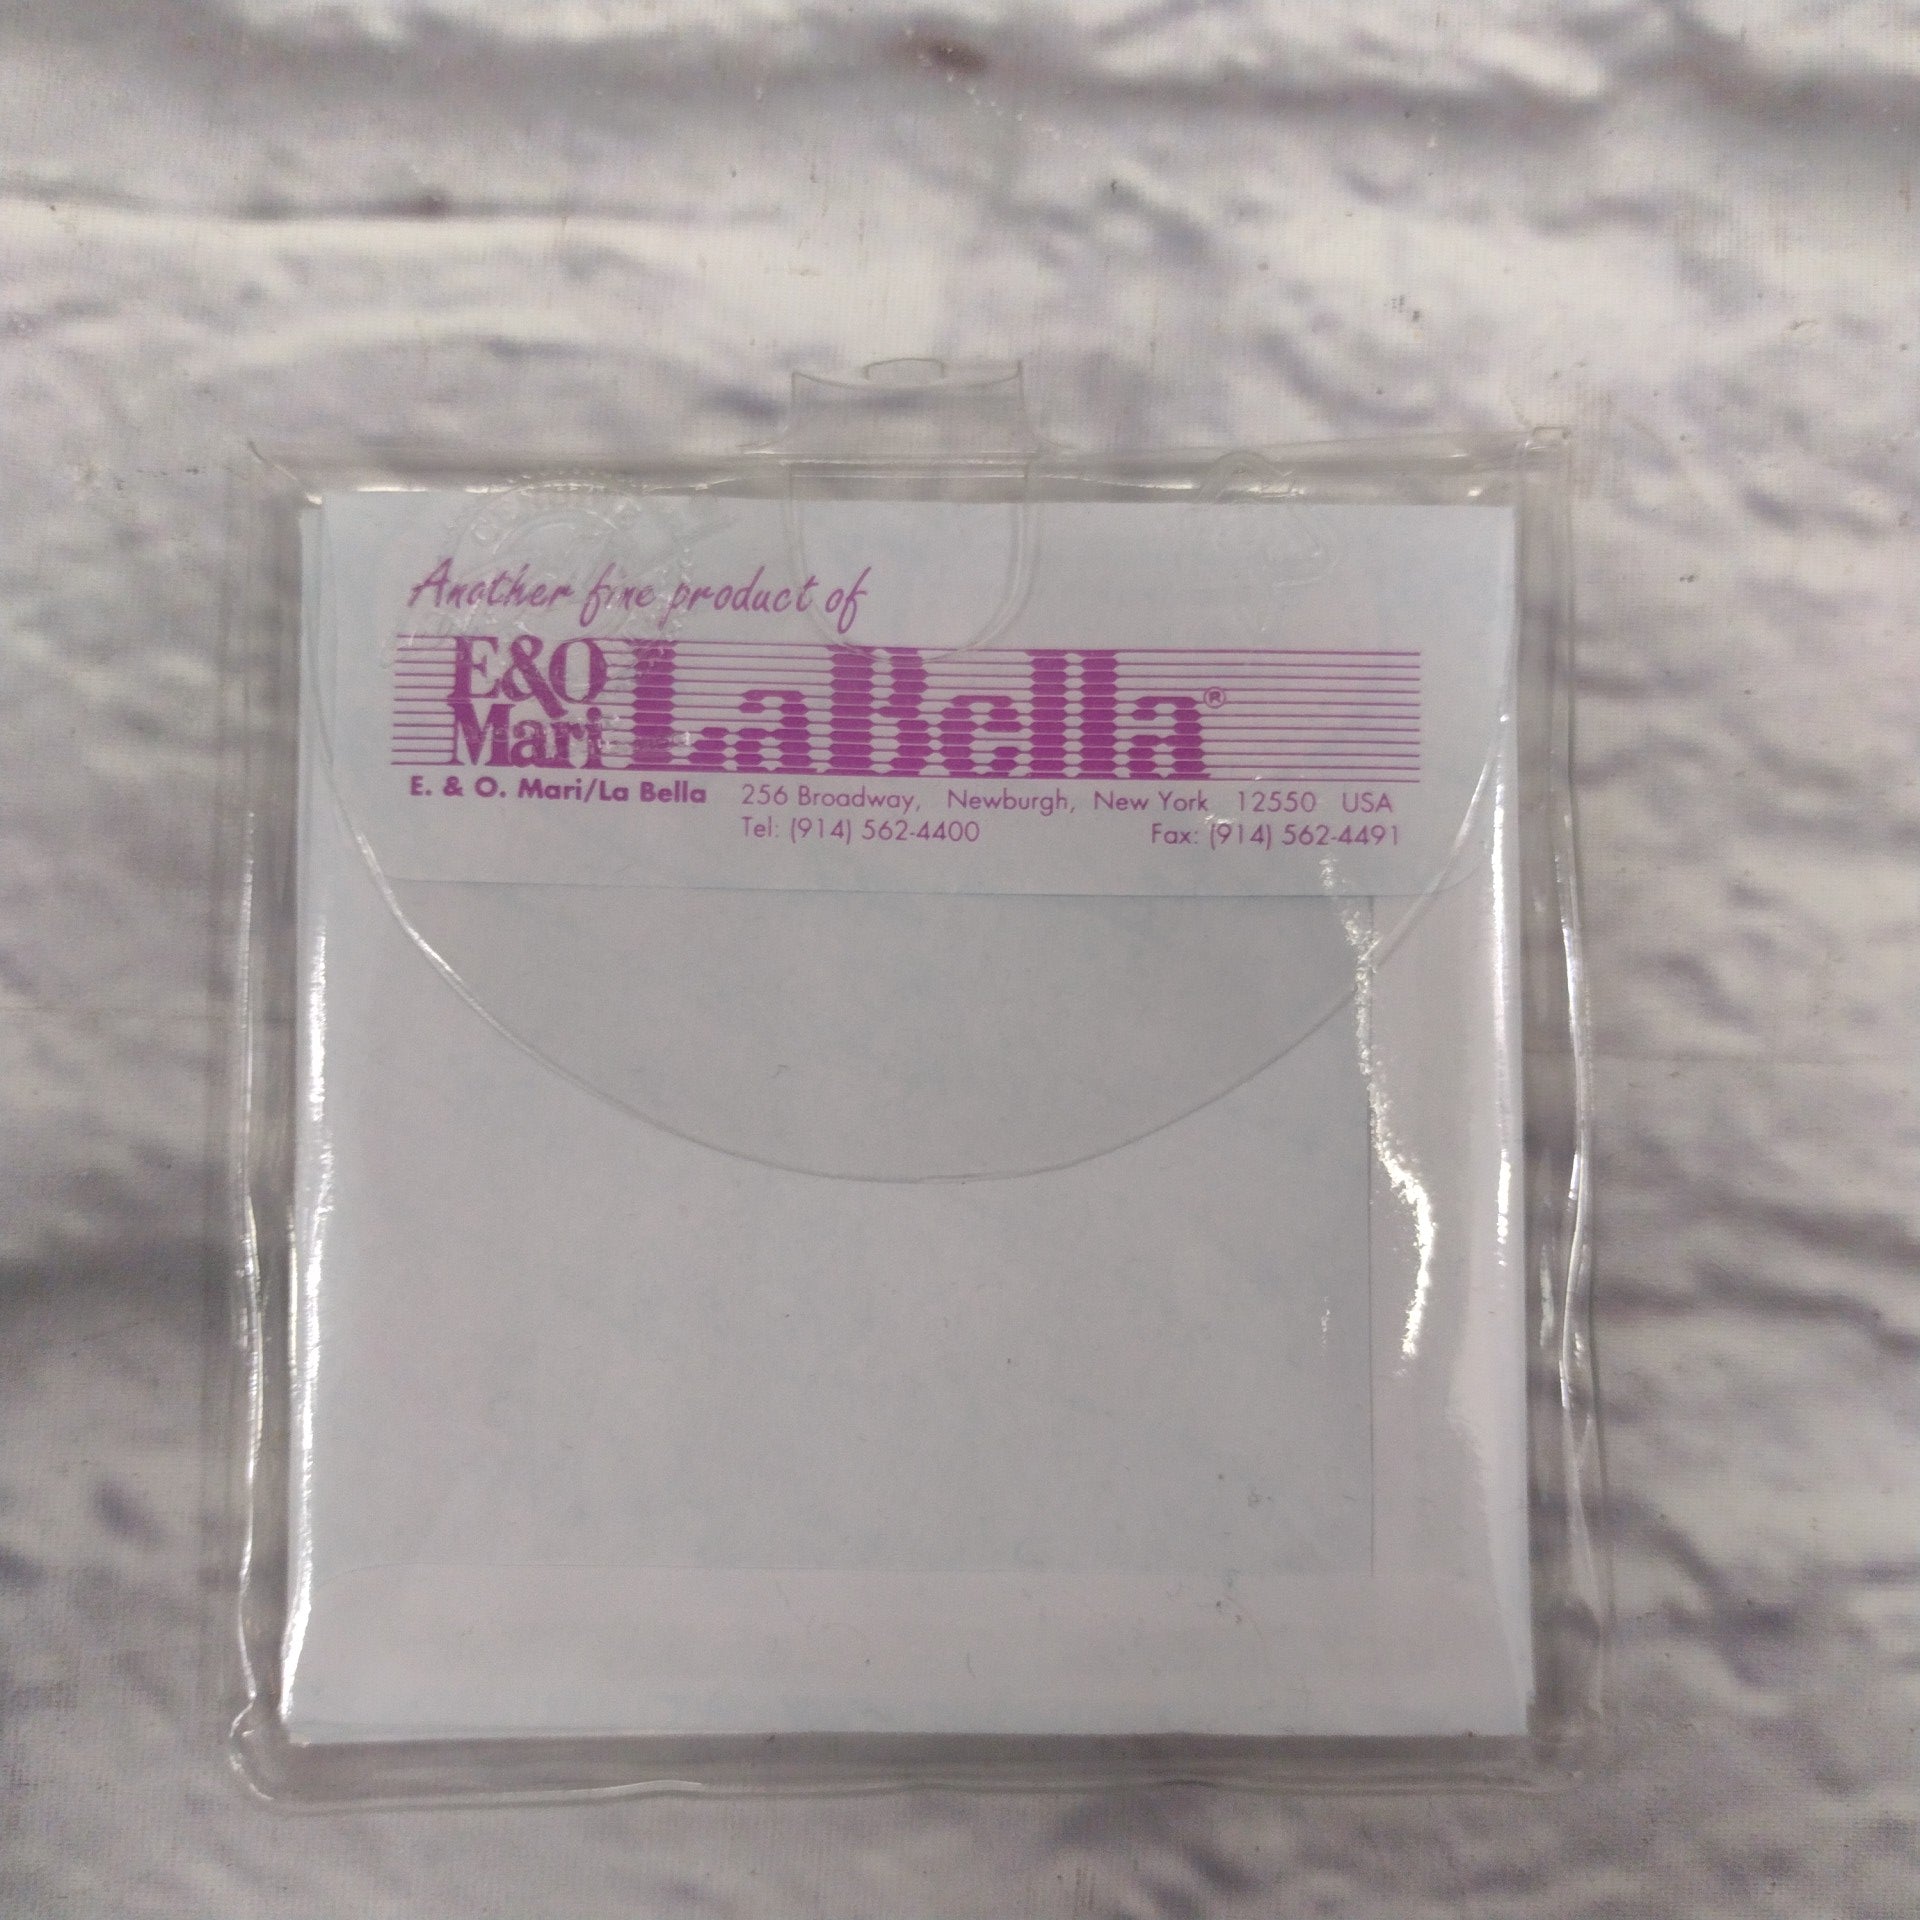 Another fine product of
E&O
Mari
LaBella®
E. & O. Mari/La Bella 256 Broadway, Newburgh, New York 12550 USA
Tel: (914) 562-4400 Fax: (914) 562-4491